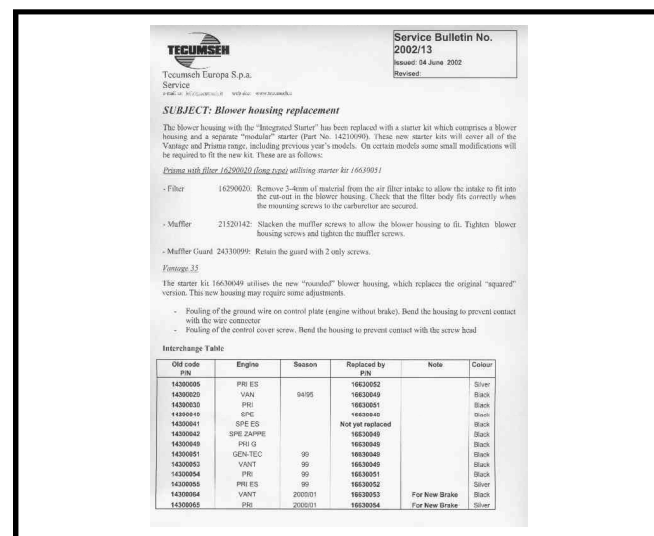 TECUMSEH
Service Bulletin No.
2002/13
Issued: 04 June 2002
Revised:
Tecumseh Europa S.p.a.
Service
SUBJECT: Blower housing replacement
The blower housing with the "Integrated Starter" has been replaced with a starter kit which comprises a blower
housing and a separate "modular" starter (Part No. 14210090). These new starter kits will cover all of the
Vantage and Prisma range, including previous year's models. On certain models some small modifications will
be required to fit the new kit. These are as follows:
Prisma with filter 16290020 (long type) utilising starter kit 16630051
- Filter 16290020: Remove 3-4mm of material from the air filter intake to allow the intake to fit into
the cut-out in the blower housing. Check that the filter body fits correctly when
the mounting screws to the carburettor are secured.
- Muffler 21520142: Slacken the muffler screws to allow the blower housing to fit. Tighten blower
housing screws and tighten the muffler screws.
- Muffler Guard 24330099: Retain the guard with 2 only screws.
Vantage 35
The starter kit 16630049 utilises the new "rounded" blower housing, which replaces the original "squared"
version. This new housing may require some adjustments.
- Fouling of the ground wire on control plate (engine without brake). Bend the housing to prevent contact
with the wire connector
- Fouling of the control cover screw. Bend the housing to prevent contact with the screw head
Interchange Table
Old code P/N Engine Season Replaced by P/N Note Colour
14300005 PRI ES 16630052 Silver
14300029 VAN 94/95 16630049 Black
14300030 PRI 16630051 Black
14300040 SPE 16630049 Black
14300041 SPE ES Not yet replaced Black
14300042 SPE ZAPPE 16630049 Black
14300049 PRI G 16630049 Black
14300051 GEN-TEC 99 16630049 Black
14300053 VANT 99 16630049 Black
14300054 PRI 99 16630051 Black
14300055 PRI ES 99 16630052 Silver
14300064 VANT 2000/01 16630053 For New Brake Black
14300065 PRI 2000/01 16630054 For New Brake Silver